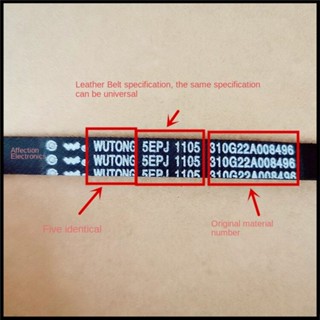 Leather Belt specification, the same specification
can be universal
Affection
Electronics
WUTONG 5EPJ 1105 310G22A008496
WUTONG 5EPJ 1105 310G22A008496
WUTONG 5EPJ 1105 310G22A008496
Five identical
Original material
number